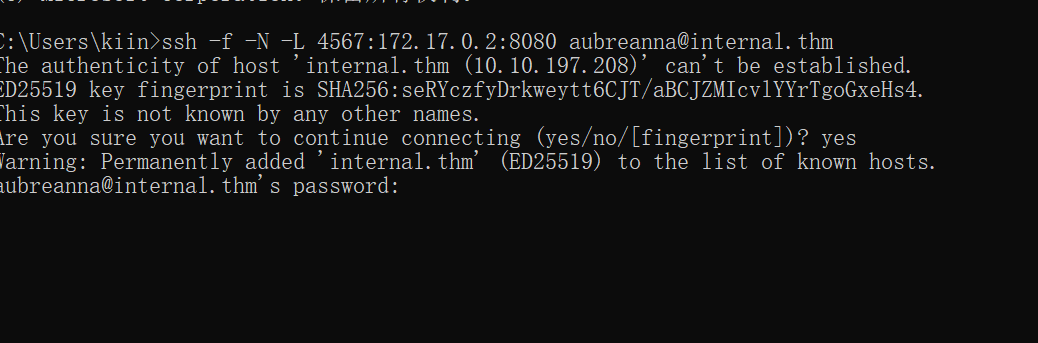 C:\Users\kiin>ssh -f -N -L 4567:172.17.0.2:8080 aubreanna@internal.thm
The authenticity of host 'internal.thm (10.10.197.208)' can't be established.
ED25519 key fingerprint is SHA256:seRYczfyDrkweytt6CJT/aBCJZMIcvlYYrTgoGxeHs4.
This key is not known by any other names.
Are you sure you want to continue connecting (yes/no/[fingerprint])? yes
Warning: Permanently added 'internal.thm' (ED25519) to the list of known hosts.
aubreanna@internal.thm's password: